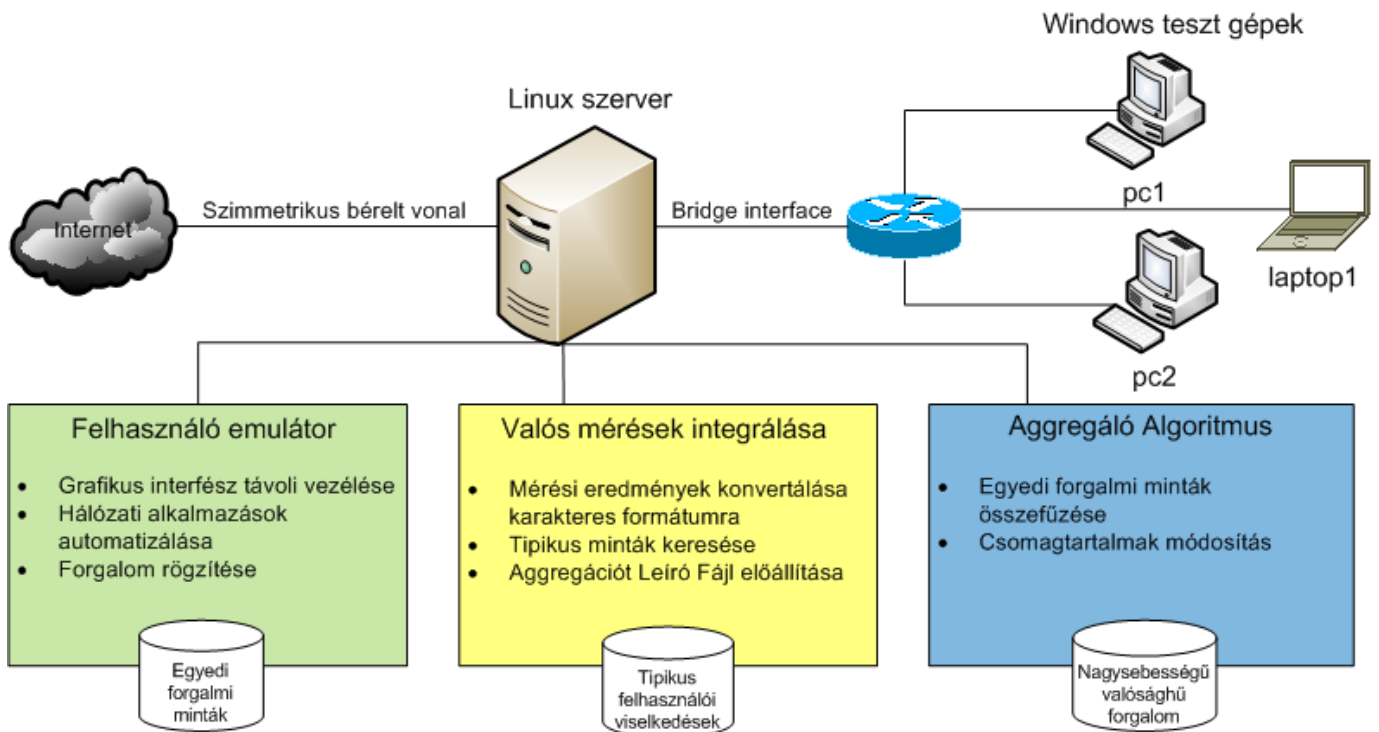 Windows teszt gépek
Linux szerver
Internet
Szimmetrikus bérelt vonal
Bridge interface
pc1
laptop1
pc2
Felhasználó emulátor
• Grafikus interfész távoli vezélése
• Hálózati alkalmazások
automatizálása
• Forgalom rögzítése
Egyedi
forgalmi
minták
Valós mérések integrálása
• Mérési eredmények konvertálása
karakteres formátumra
• Tipikus minták keresése
• Aggregációt Leíró Fájl előállítása
Tipikus
felhasználói
viselkedések
Aggregáló Algoritmus
• Egyedi forgalmi minták
összefűzése
• Csomagtartalmak módosítás
Nagysebességű
valósághű
forgalom